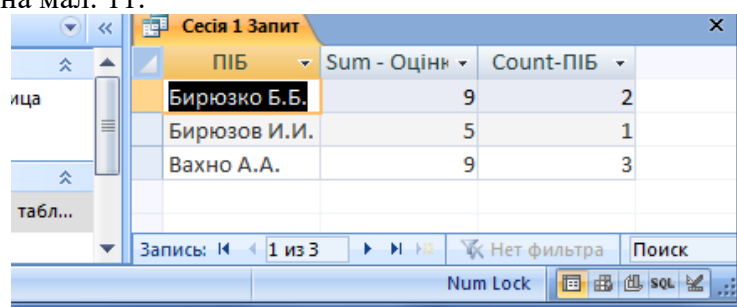 на мал. 11.
Сесія 1 Запит
ПІБ Sum - Оцінк Count-ПІБ
ица
Бирюзко Б.Б. 9 2
Бирюзов И.И. 5 1
Вахно А.А. 9 3
табл...
Запись: 1 из 3 Нет фильтра Поиск
Num Lock SQL